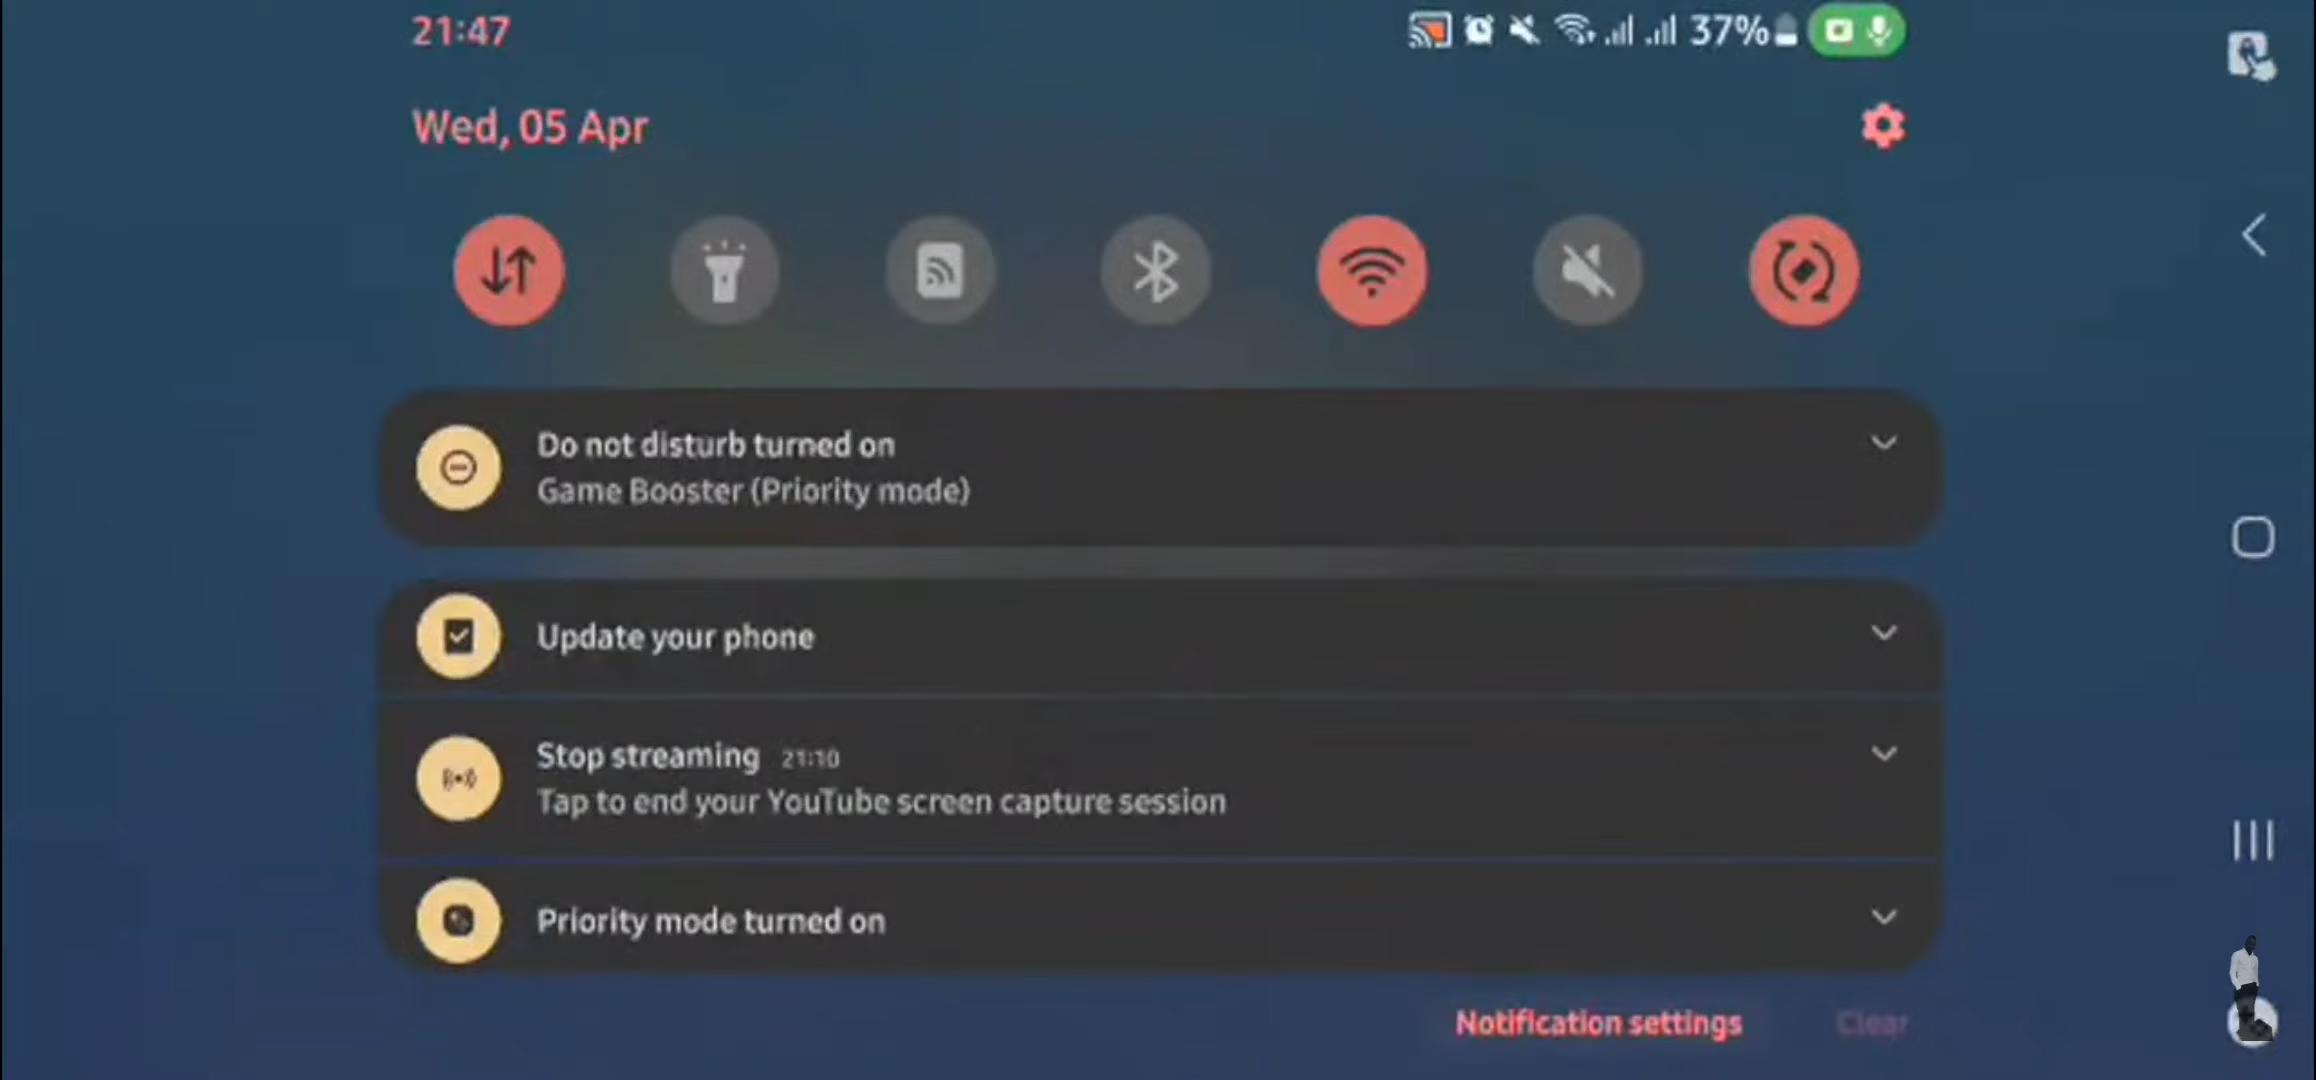 21:47
37%
Wed, 05 Apr
Do not disturb turned on
Game Booster (Priority mode)
Update your phone
Stop streaming 21:10
Tap to end your YouTube screen capture session
Priority mode turned on
Notification settings
Clear